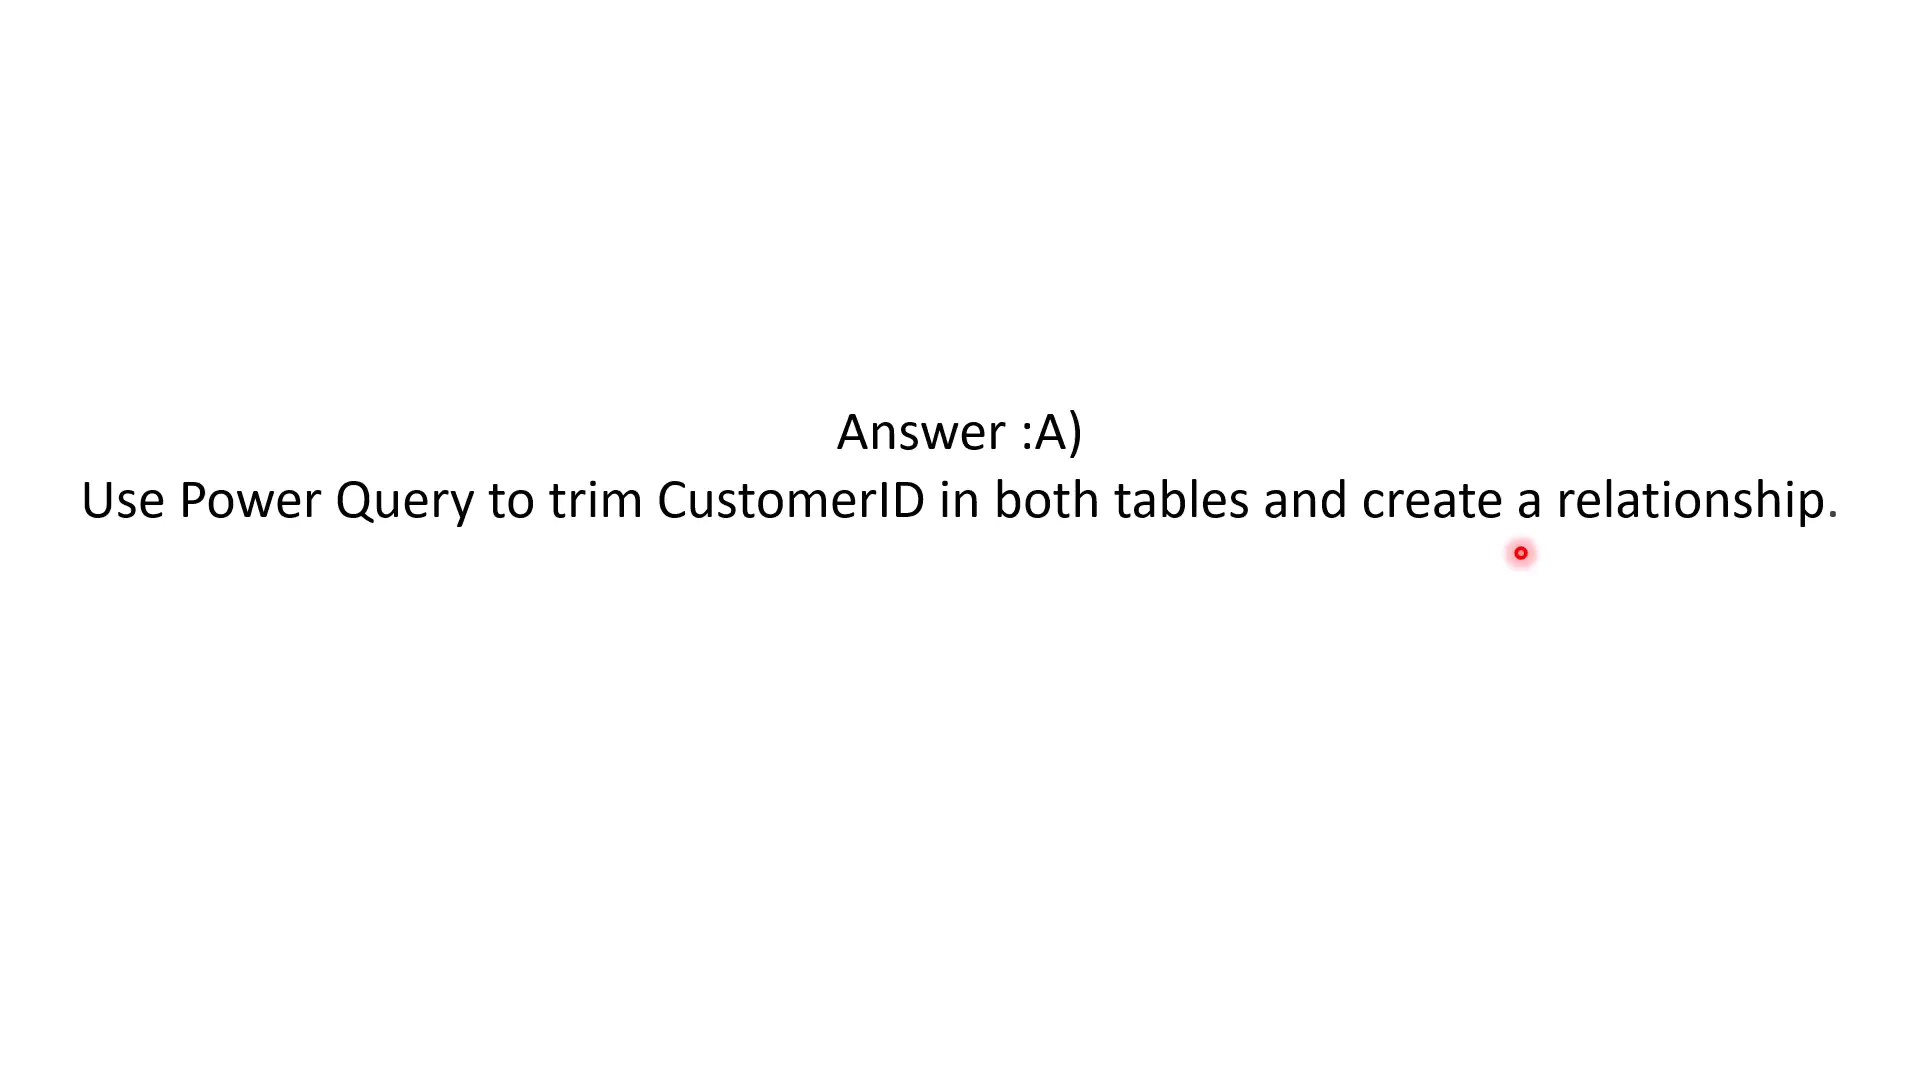 Answer :A)
Use Power Query to trim CustomerID in both tables and create a relationship.